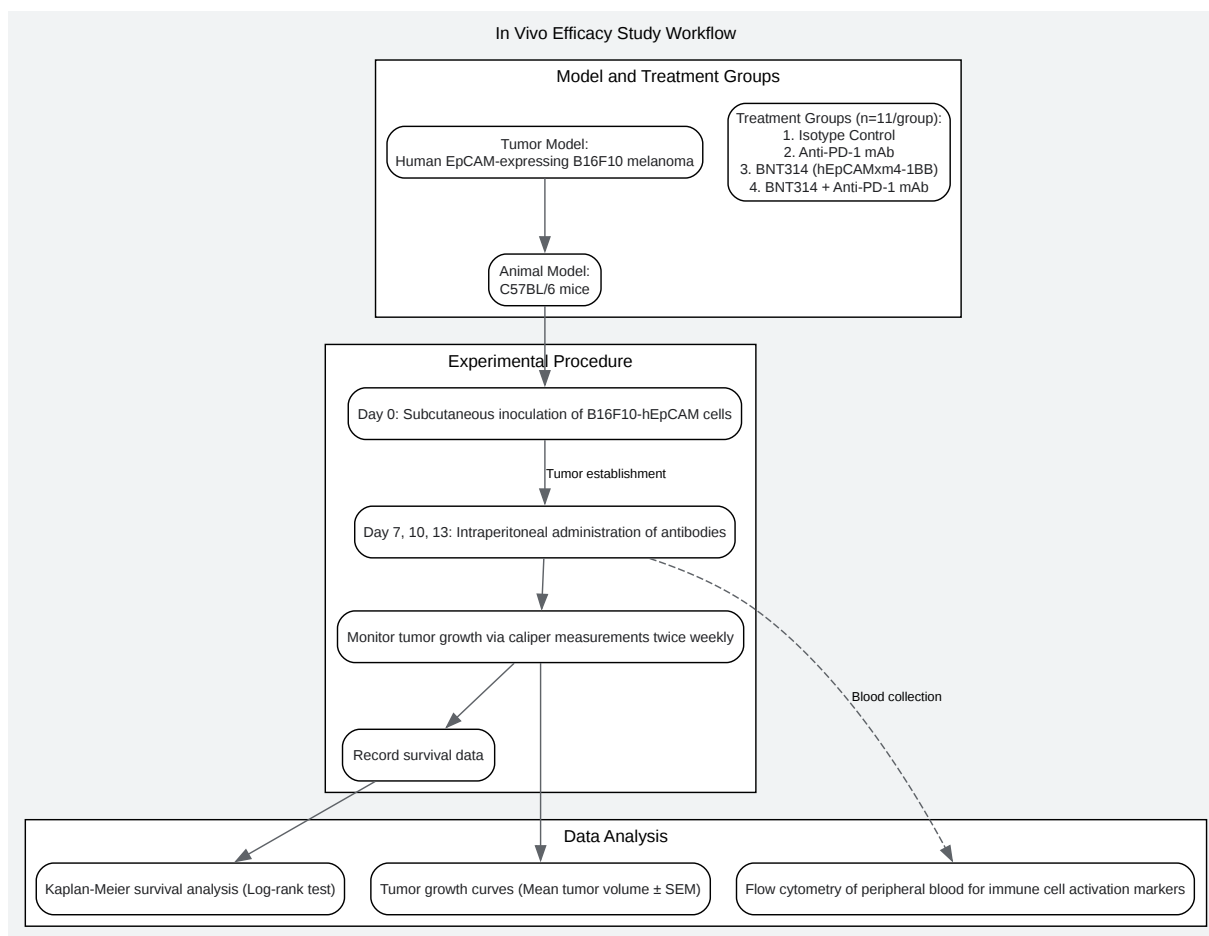 In Vivo Efficacy Study Workflow
Model and Treatment Groups
Tumor Model:
Human EpCAM-expressing B16F10 melanoma
Treatment Groups (n=11/group):
1. Isotype Control
2. Anti-PD-1 mAb
3. BNT314 (hEpCAMxm4-1BB)
4. BNT314 + Anti-PD-1 mAb
Animal Model:
C57BL/6 mice
Experimental Procedure
Day 0: Subcutaneous inoculation of B16F10-hEpCAM cells
Tumor establishment
Day 7, 10, 13: Intraperitoneal administration of antibodies
Monitor tumor growth via caliper measurements twice weekly
Blood collection
Record survival data
Data Analysis
Kaplan-Meier survival analysis (Log-rank test)
Tumor growth curves (Mean tumor volume ± SEM)
Flow cytometry of peripheral blood for immune cell activation markers